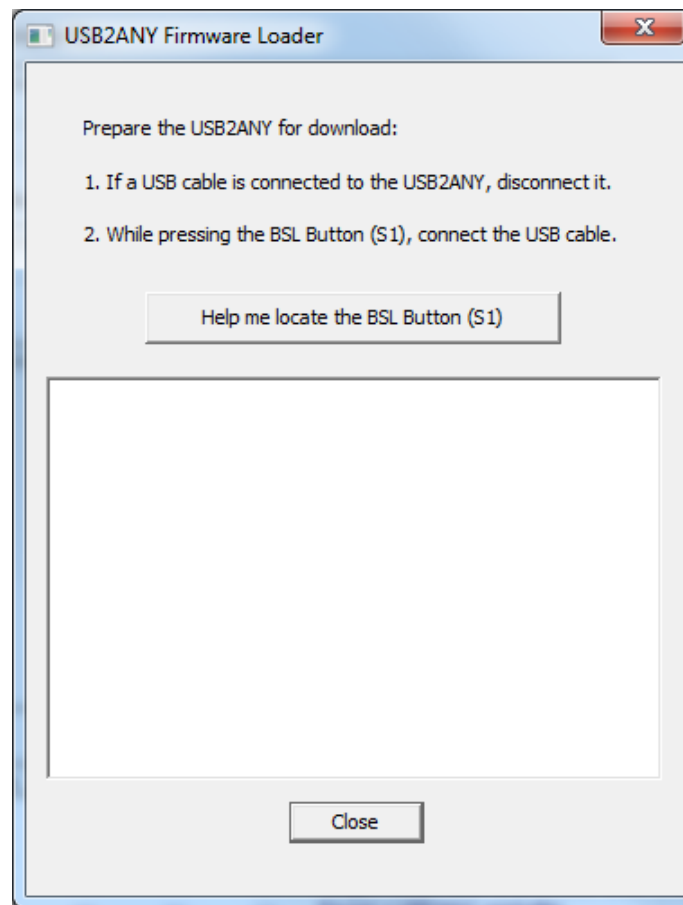 USB2ANY Firmware Loader
Prepare the USB2ANY for download:
1. If a USB cable is connected to the USB2ANY, disconnect it.
2. While pressing the BSL Button (S1), connect the USB cable.
Help me locate the BSL Button (S1)
Close